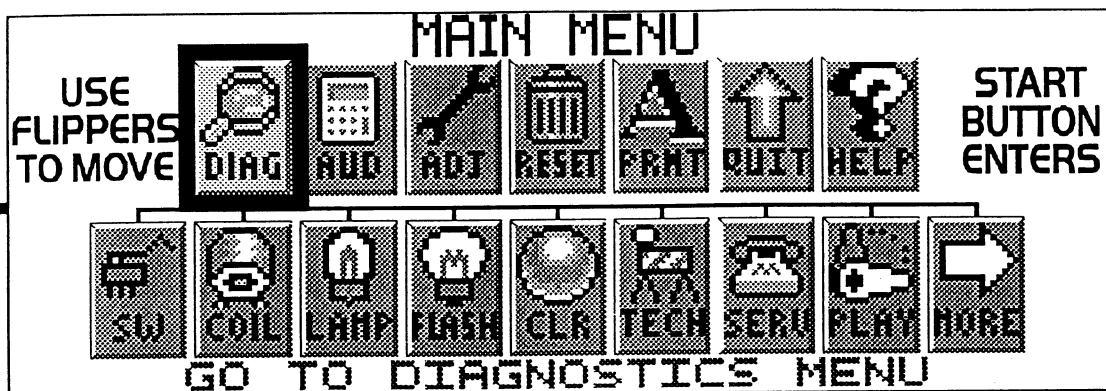 MAIN MENU
USE
FLIPPERS
TO MOVE
DIAG AUD ADJ RESET PRNT QUIT HELP
START
BUTTON
ENTERS
SW COIL LAMP FLASH CLR TECH SERV PLAY MORE
GO TO DIAGNOSTICS MENU